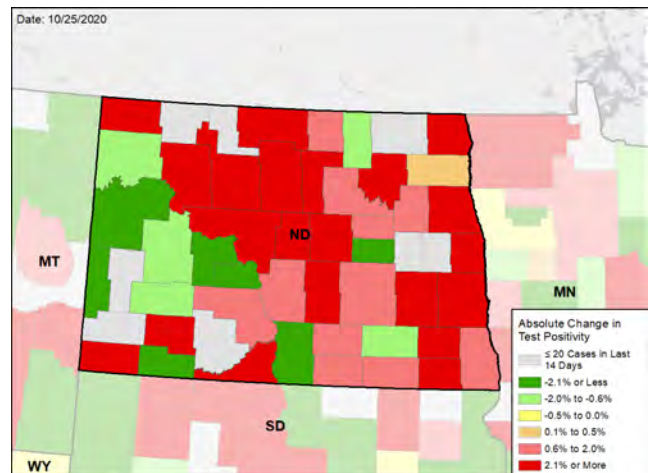 Date: 10/25/2020
ND
MT
MN
SD
WY
Absolute Change in
Test Positivity
≤ 20 Cases in Last
14 Days
-2.1% or Less
-2.0% to -0.6%
-0.5% to 0.0%
0.1% to 0.5%
0.6% to 2.0%
2.1% or More